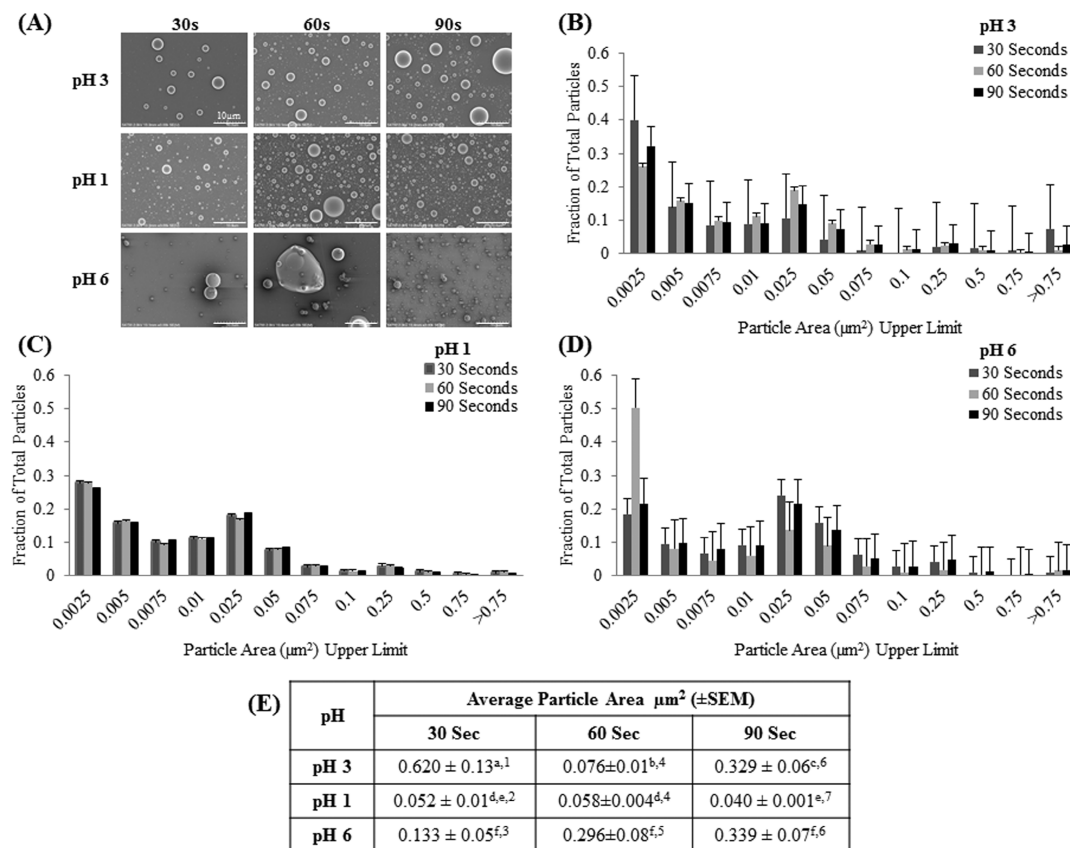 (A)
30s 60s 90s
pH 3
10μm
pH 1
pH 6
(B)
pH 3
30 Seconds
60 Seconds
90 Seconds
Fraction of Total Particles
0.6
0.5
0.4
0.3
0.2
0.1
0
0.0025 0.005 0.0075 0.01 0.025 0.05 0.075 0.1 0.25 0.5 0.75 >0.75
Particle Area (μm²) Upper Limit
(C)
pH 1
30 Seconds
60 Seconds
90 Seconds
Fraction of Total Particles
0.6
0.5
0.4
0.3
0.2
0.1
0
0.0025 0.005 0.0075 0.01 0.025 0.05 0.075 0.1 0.25 0.5 0.75 >0.75
Particle Area (μm²) Upper Limit
(D)
pH 6
30 Seconds
60 Seconds
90 Seconds
Fraction of Total Particles
0.6
0.5
0.4
0.3
0.2
0.1
0
0.0025 0.005 0.0075 0.01 0.025 0.05 0.075 0.1 0.25 0.5 0.75 >0.75
Particle Area (μm²) Upper Limit
(E)
pH
Average Particle Area μm² (±SEM)
30 Sec 60 Sec 90 Sec
pH 3 0.620 ± 0.13a,1 0.076±0.01b,4 0.329 ± 0.06c,6
pH 1 0.052 ± 0.01d,e,2 0.058±0.004d,4 0.040 ± 0.001e,7
pH 6 0.133 ± 0.05f,3 0.296±0.08f,5 0.339 ± 0.07f,6